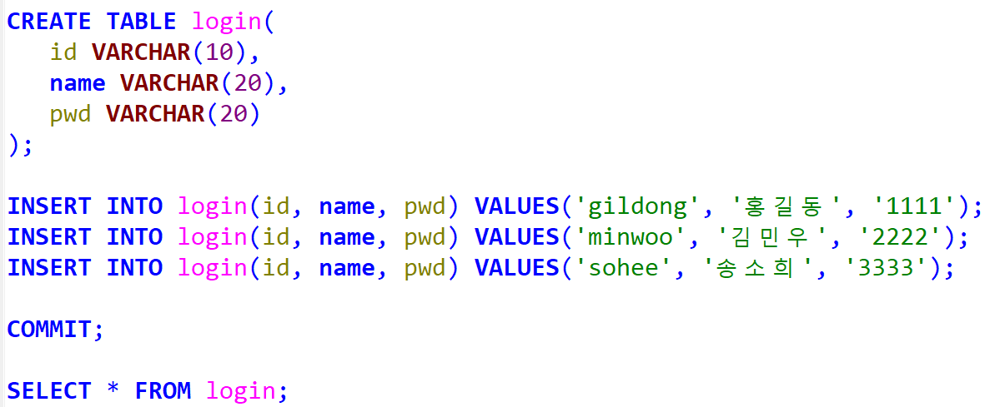 CREATE TABLE login(
id VARCHAR(10),
name VARCHAR(20),
pwd VARCHAR(20)
);
INSERT INTO login(id, name, pwd) VALUES('gildong', '홍길동', '1111');
INSERT INTO login(id, name, pwd) VALUES('minwoo', '김민우', '2222');
INSERT INTO login(id, name, pwd) VALUES('sohee', '송소희', '3333');
COMMIT;
SELECT * FROM login;